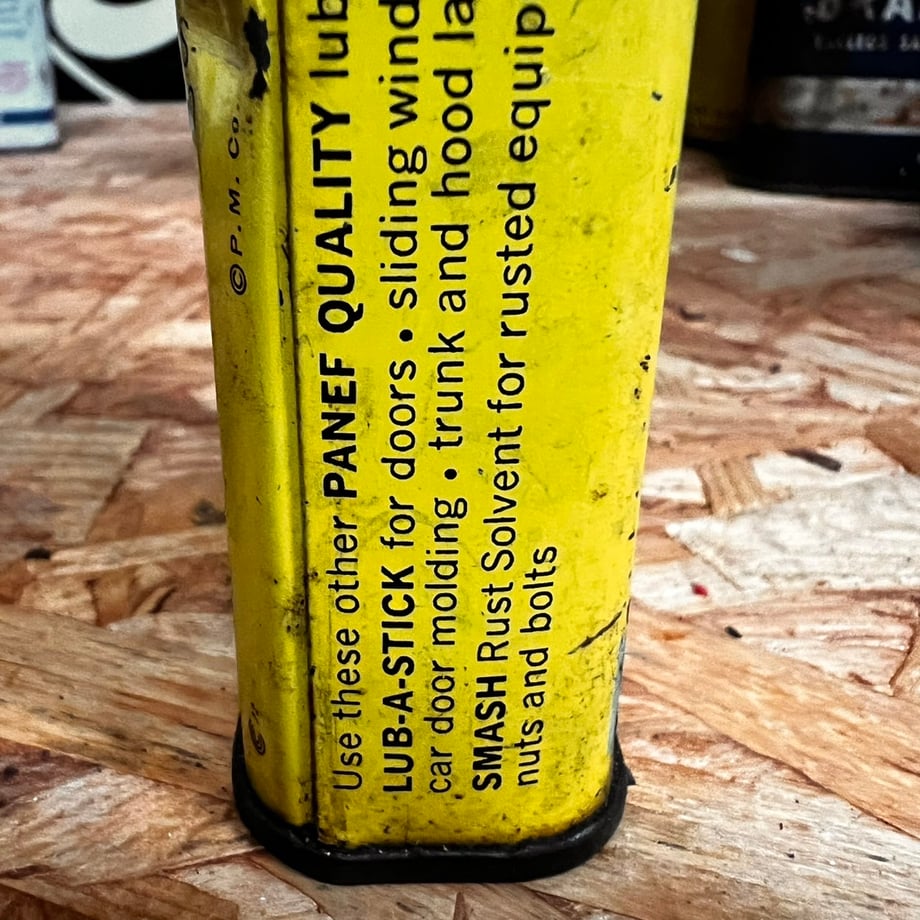 Use these other PANEF QUALITY lub
LUB-A-STICK for doors • sliding wind
car door molding • trunk and hood la
SMASH Rust Solvent for rusted equip
nuts and bolts
© P. M. Co.